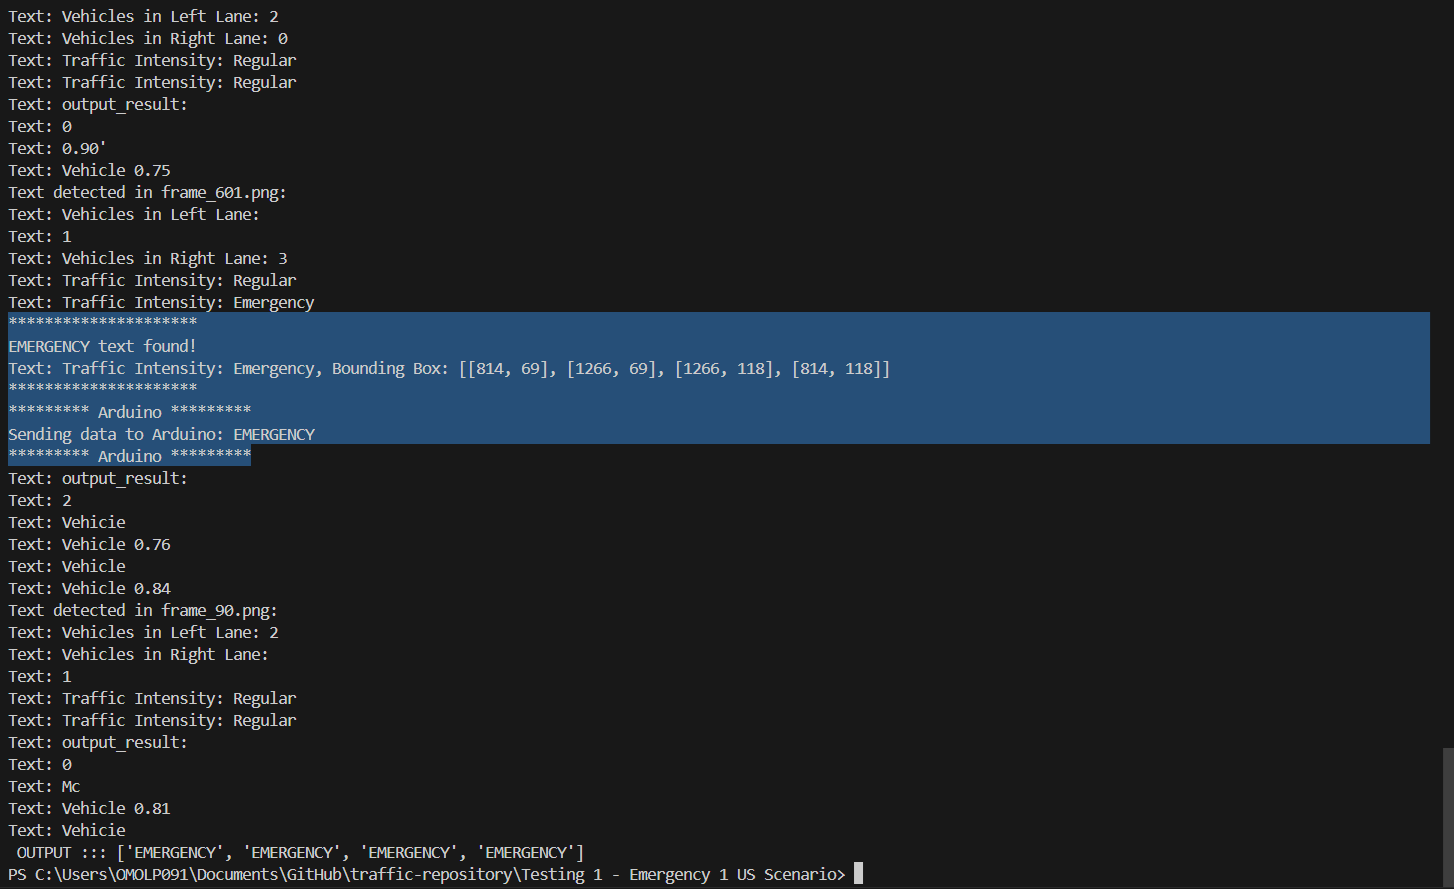 Text: Vehicles in Left Lane: 2
Text: Vehicles in Right Lane: 0
Text: Traffic Intensity: Regular
Text: Traffic Intensity: Regular
Text: output_result:
Text: 0
Text: 0.90'
Text: Vehicle 0.75
Text detected in frame_601.png:
Text: Vehicles in Left Lane:
Text: 1
Text: Vehicles in Right Lane: 3
Text: Traffic Intensity: Regular
Text: Traffic Intensity: Emergency
*********************
EMERGENCY text found!
Text: Traffic Intensity: Emergency, Bounding Box: [[814, 69], [1266, 69], [1266, 118], [814, 118]]
*********************
********* Arduino *********
Sending data to Arduino: EMERGENCY
********* Arduino *********
Text: output_result:
Text: 2
Text: Vehicie
Text: Vehicle 0.76
Text: Vehicle
Text: Vehicle 0.84
Text detected in frame_90.png:
Text: Vehicles in Left Lane: 2
Text: Vehicles in Right Lane:
Text: 1
Text: Traffic Intensity: Regular
Text: Traffic Intensity: Regular
Text: output_result:
Text: 0
Text: Mc
Text: Vehicle 0.81
Text: Vehicie
 OUTPUT ::: ['EMERGENCY', 'EMERGENCY', 'EMERGENCY', 'EMERGENCY']
PS C:\Users\OMOLP091\Documents\GitHub\traffic-repository\Testing 1 - Emergency 1 US Scenario>